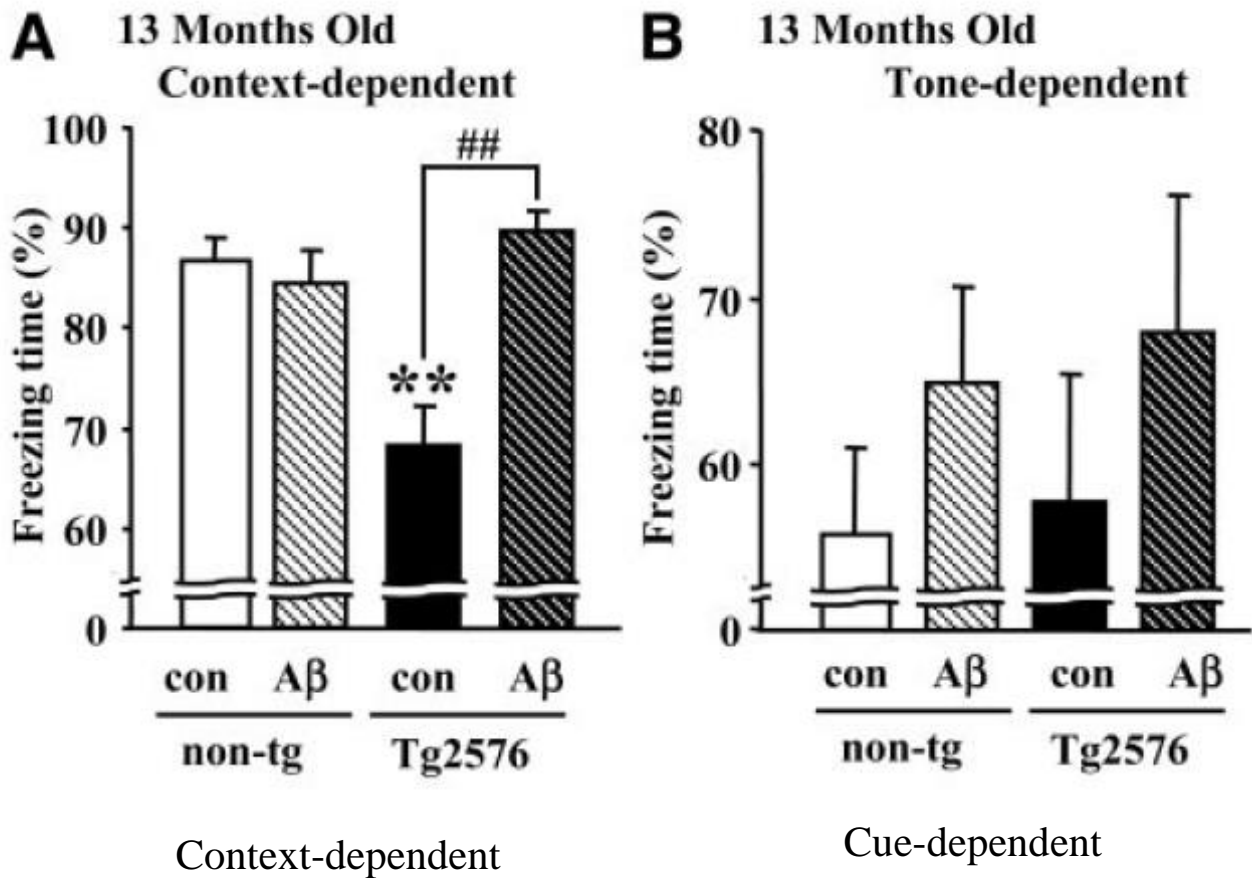 A 13 Months Old
Context-dependent
100
90
80
70
60
0
Freezing time (%)
##
**
con Aβ con Aβ
non-tg Tg2576
Context-dependent
B 13 Months Old
Tone-dependent
80
70
60
0
Freezing time (%)
con Aβ con Aβ
non-tg Tg2576
Cue-dependent